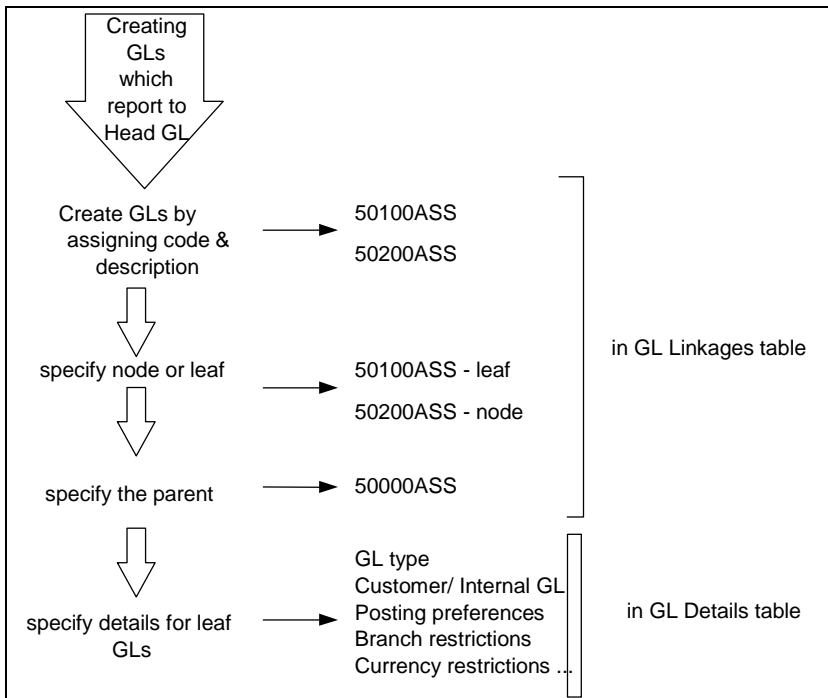 Creating
GLs
which
report to
Head GL
Create GLs by
assigning code &
description
50100ASS
50200ASS
specify node or leaf
50100ASS - leaf
50200ASS - node
in GL Linkages table
specify the parent
50000ASS
specify details for leaf
GLs
GL type
Customer/ Internal GL
Posting preferences
Branch restrictions
Currency restrictions ...
in GL Details table